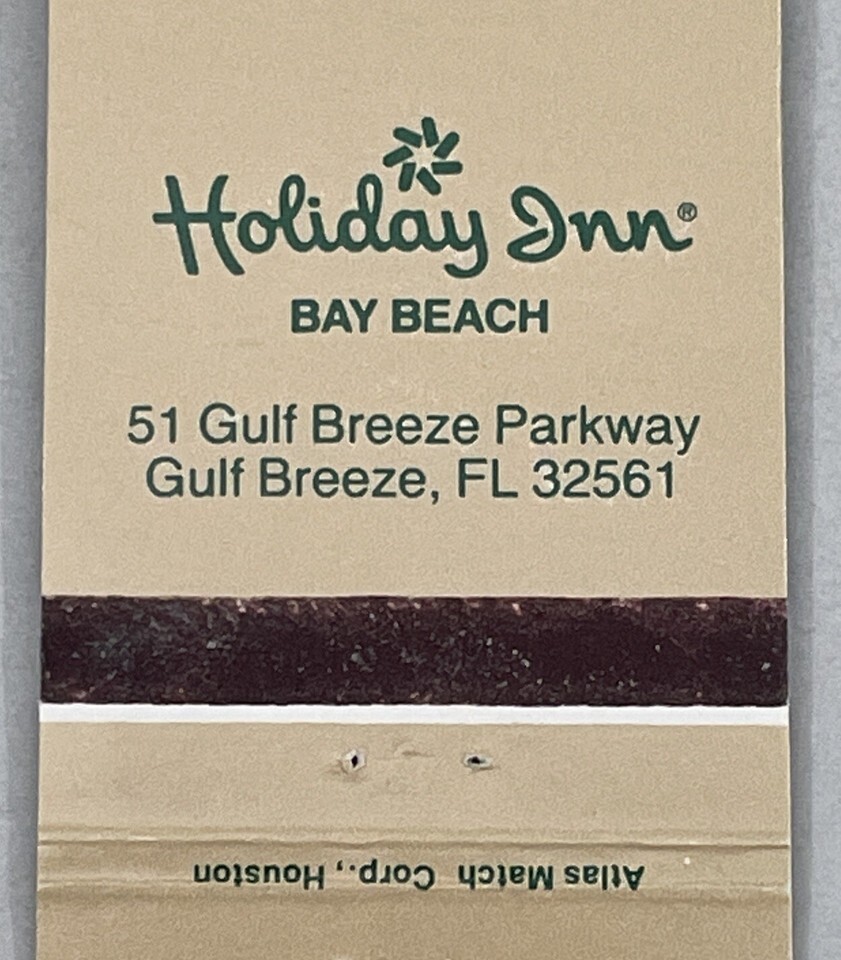 Holiday Inn®
BAY BEACH
51 Gulf Breeze Parkway
Gulf Breeze, FL 32561
Atlas Match Corp., Houston